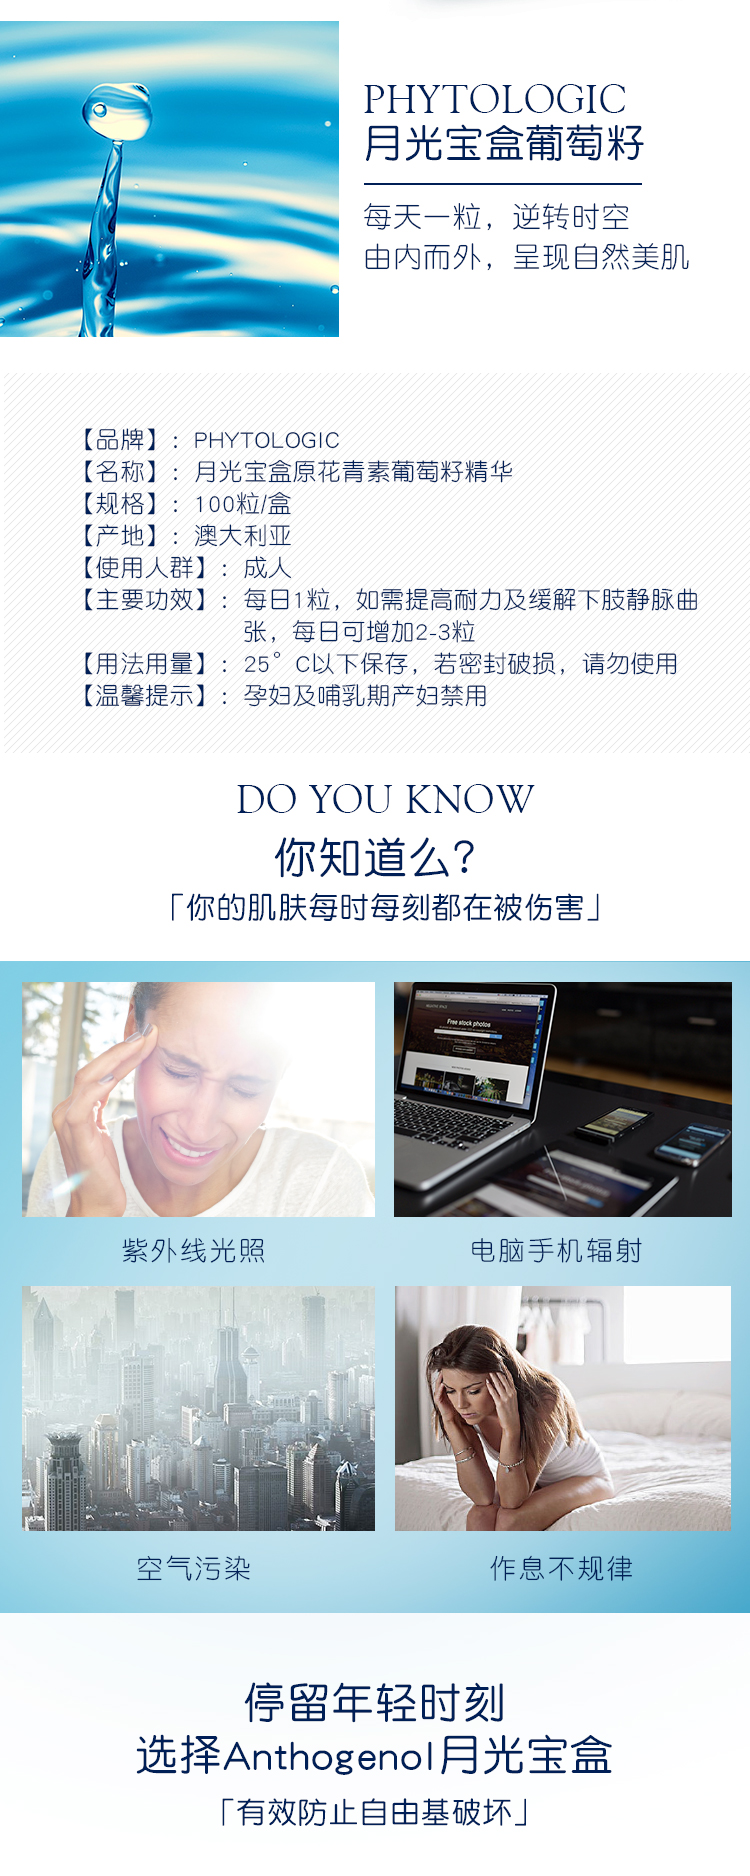 PHYTOLOGIC
月光宝盒葡萄籽
每天一粒，逆转时空
由内而外，呈现自然美肌
【品牌】：PHYTOLOGIC
【名称】：月光宝盒原花青素葡萄籽精华
【规格】：100粒/盒
【产地】：澳大利亚
【使用人群】：成人
【主要功效】：每日1粒，如需提高耐力及缓解下肢静脉曲
张，每日可增加2-3粒
【用法用量】：25°C以下保存，若密封破损，请勿使用
【温馨提示】：孕妇及哺乳期产妇禁用
DO YOU KNOW
你知道么？
「你的肌肤每时每刻都在被伤害」
Free stock photos
紫外线光照
电脑手机辐射
空气污染
作息不规律
停留年轻时刻
选择Anthogenol月光宝盒
「有效防止自由基破坏」